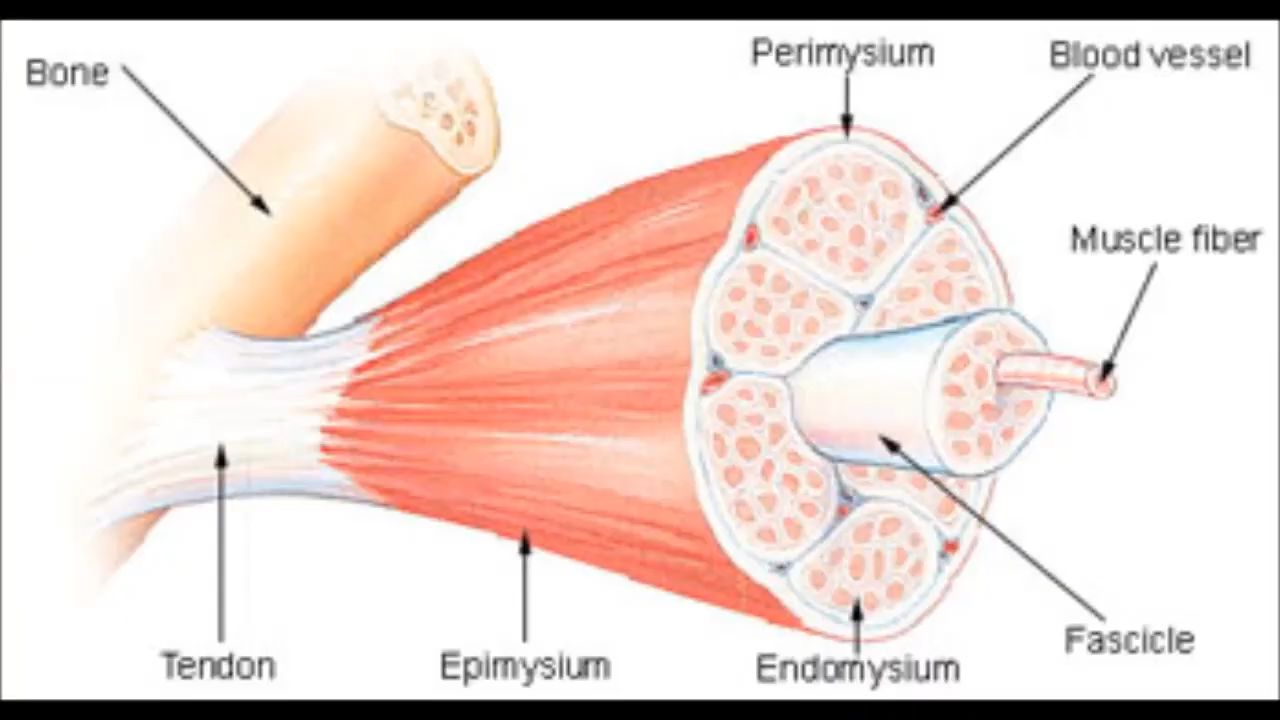 Perimysium
Blood vessel
Bone
Muscle fiber
Fascicle
Tendon
Epimysium
Endomysium